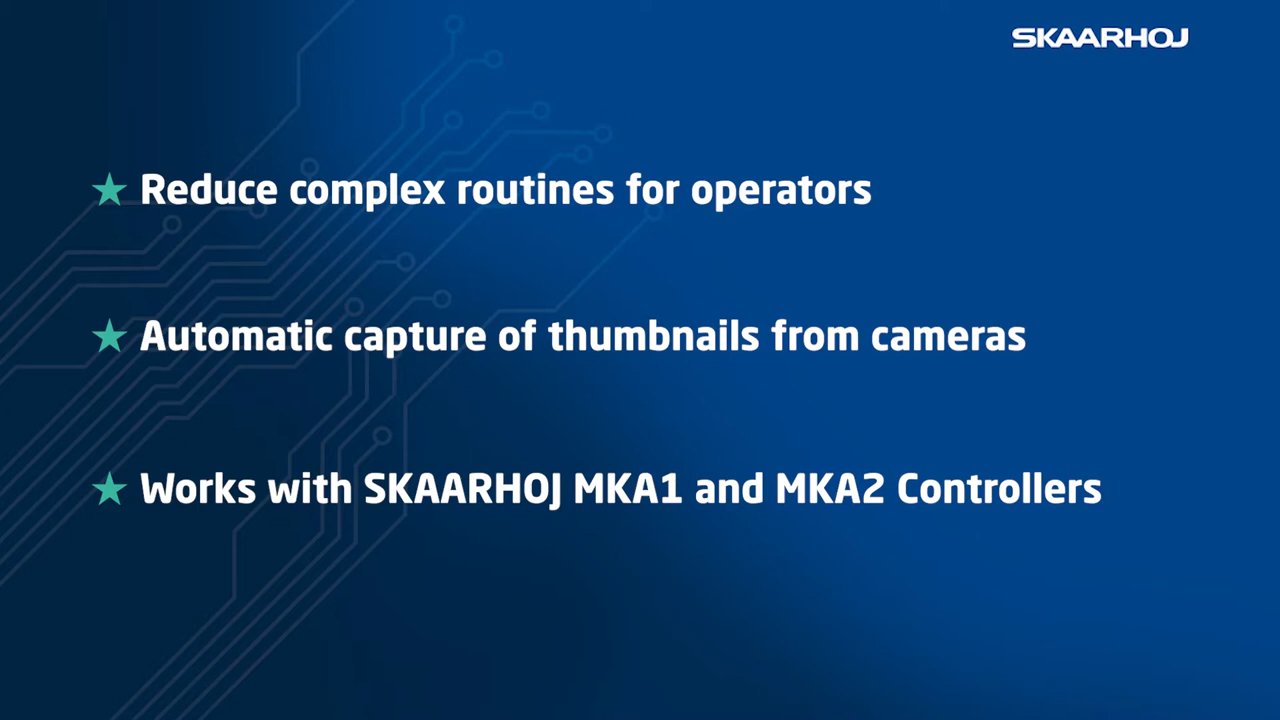 SKAARHOJ
Reduce complex routines for operators
Automatic capture of thumbnails from cameras
Works with SKAARHOJ MKA1 and MKA2 Controllers